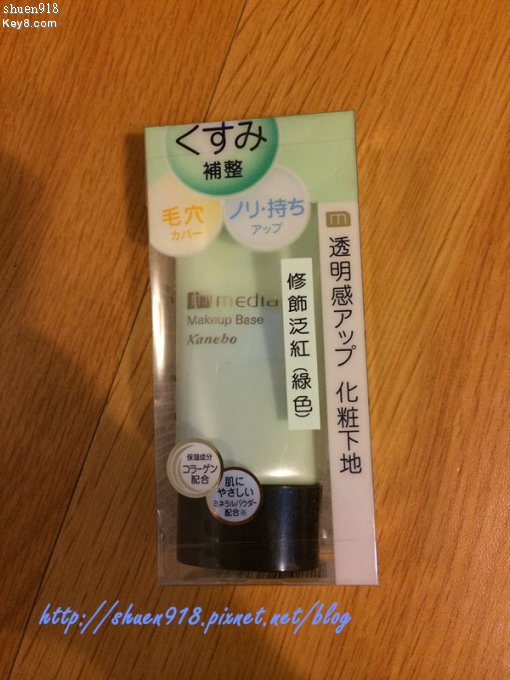 shuen918
Key8.com
くすみ
補整
毛穴
カバー
ノリ・持ち
アップ
m
透明感アップ 化粧下地
修飾泛紅(綠色)
m media
Makeup Base
Kanebo
保湿成分
コラーゲン
配合
肌に
やさしい
ミネラルパウダー
配合※
http://shuen918.pixnet.net/blog